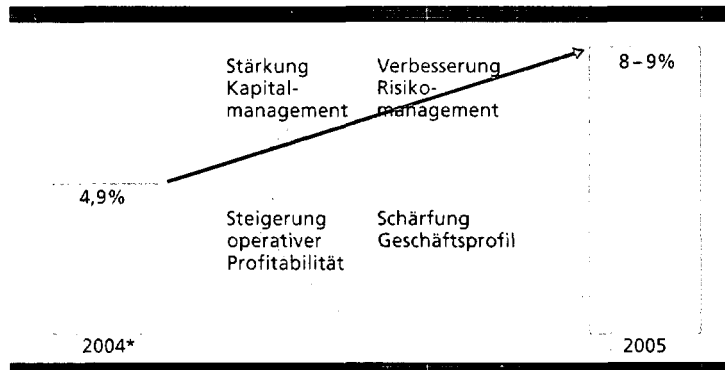 Stärkung
Kapital-
management
Verbesserung
Risiko-
management
8–9%
4,9%
Steigerung
operativer
Profitabilität
Schärfung
Geschäftsprofil
2004*
2005